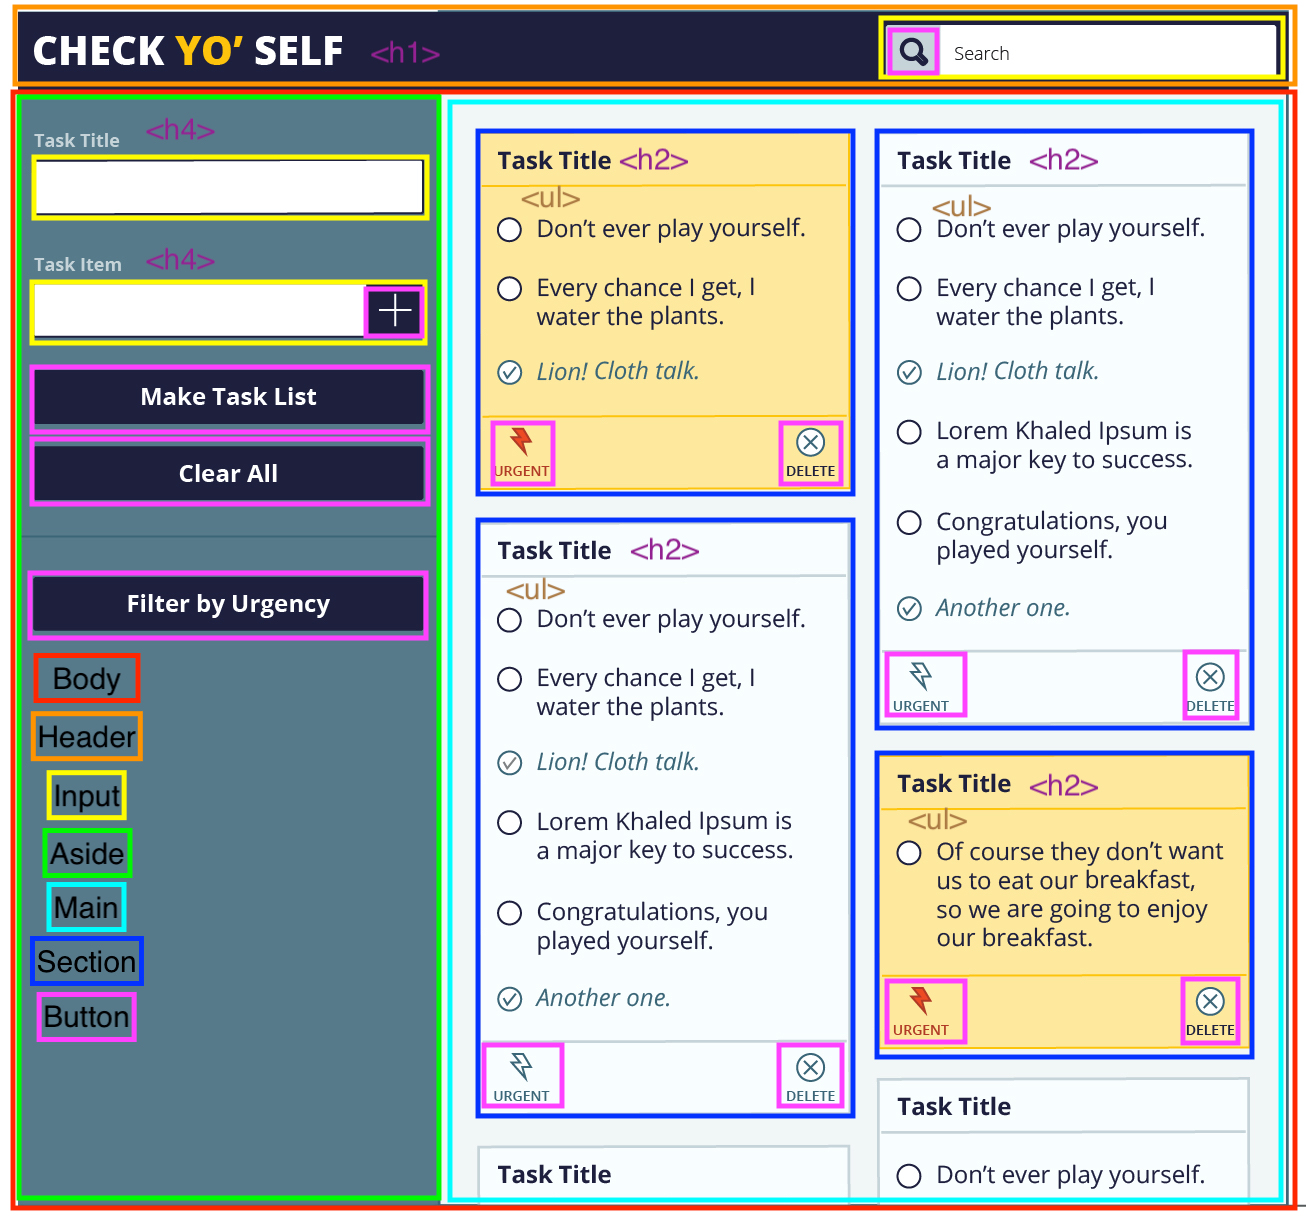 CHECK YO’ SELF <h1>
Search
Task Title <h4>
Task Item <h4>
Make Task List
Clear All
Filter by Urgency
Body
Header
Input
Aside
Main
Section
Button
Task Title <h2>
<ul>
Don’t ever play yourself.
Every chance I get, I
water the plants.
Lion! Cloth talk.
URGENT
DELETE
Task Title <h2>
<ul>
Don’t ever play yourself.
Every chance I get, I
water the plants.
Lion! Cloth talk.
Lorem Khaled Ipsum is
a major key to success.
Congratulations, you
played yourself.
Another one.
URGENT
DELETE
Task Title
Task Title <h2>
<ul>
Don’t ever play yourself.
Every chance I get, I
water the plants.
Lion! Cloth talk.
Lorem Khaled Ipsum is
a major key to success.
Congratulations, you
played yourself.
Another one.
URGENT
DELETE
Task Title <h2>
<ul>
Of course they don’t want
us to eat our breakfast,
so we are going to enjoy
our breakfast.
URGENT
DELETE
Task Title
Don’t ever play yourself.